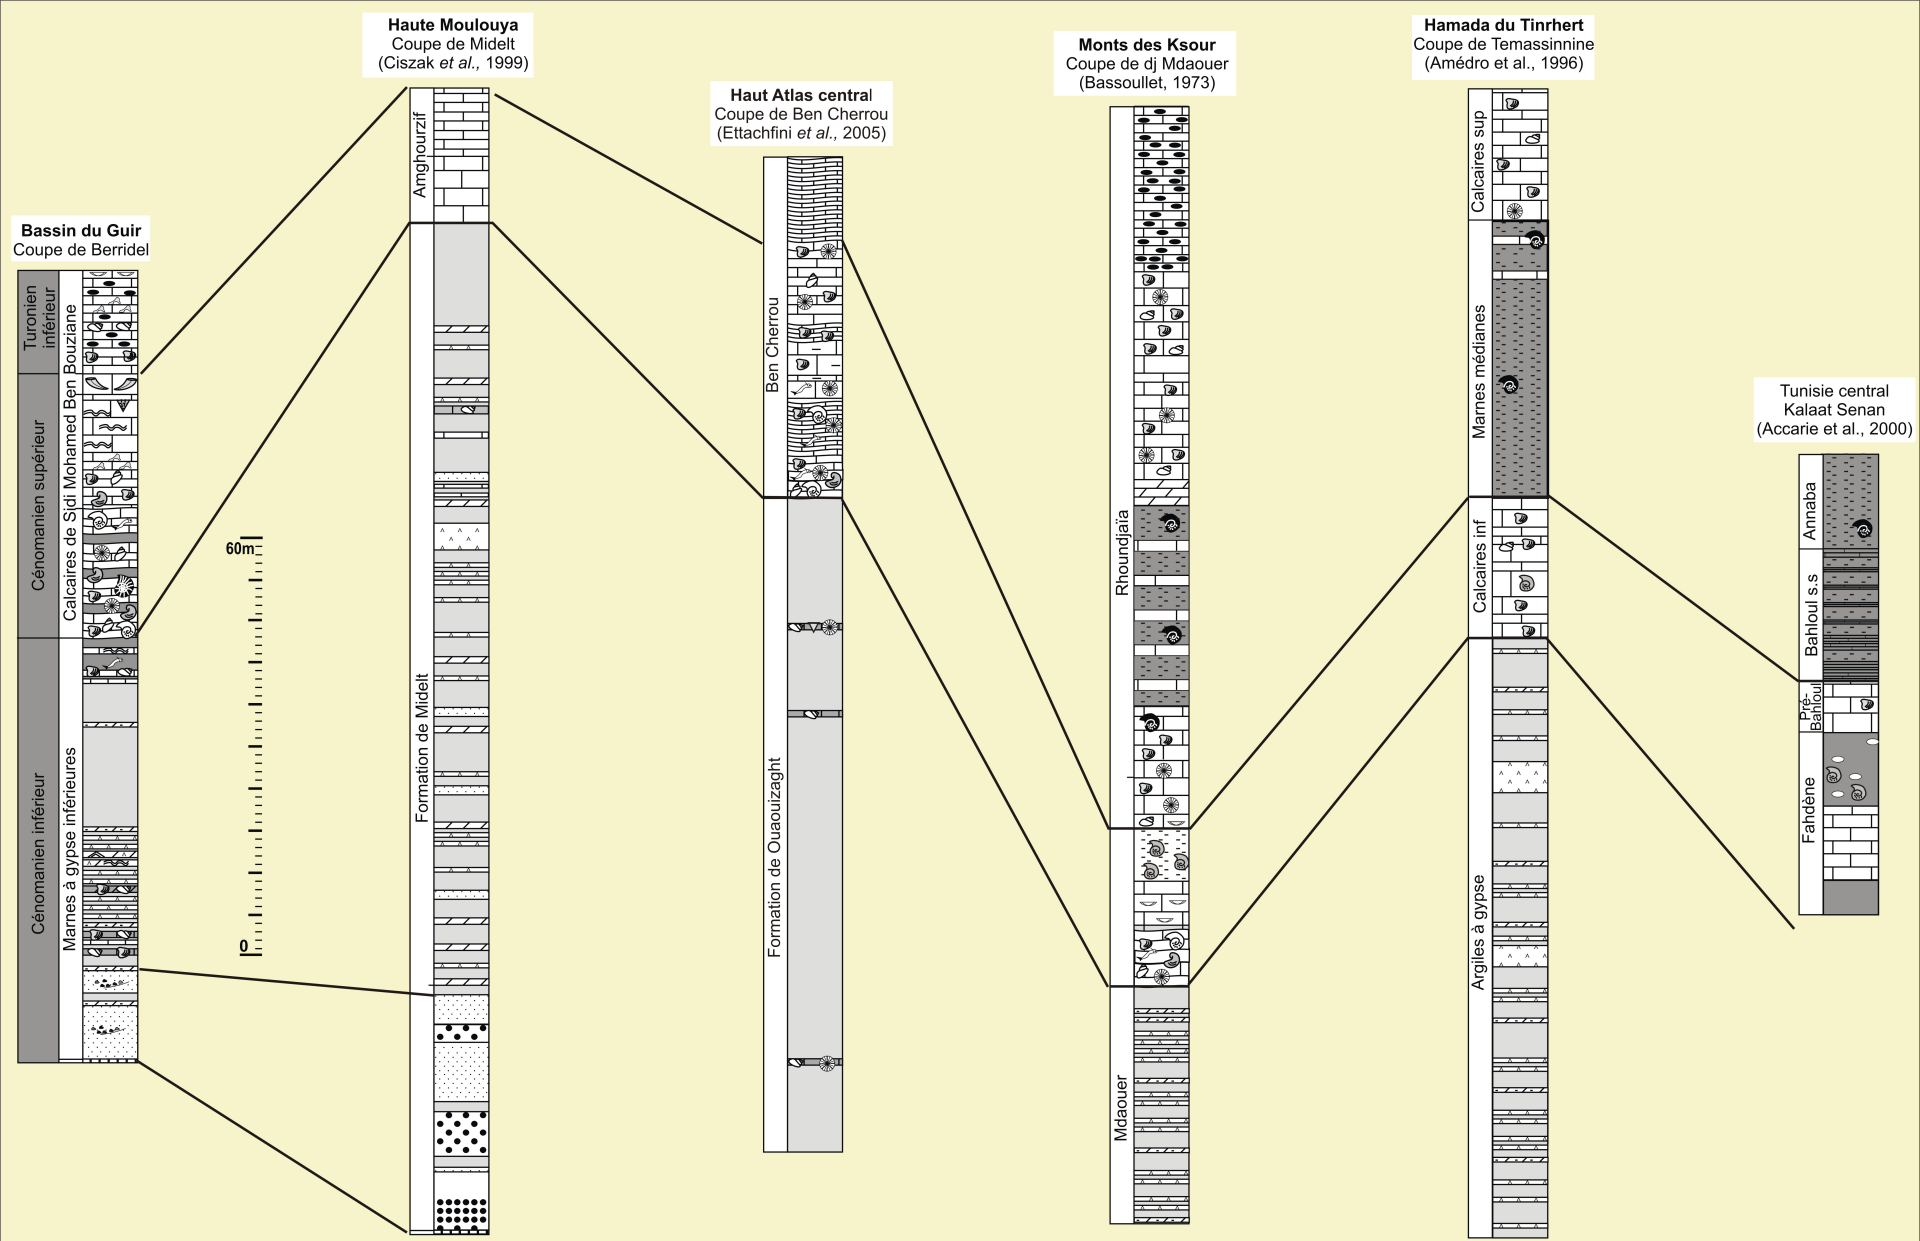 Bassin du Guir
Coupe de Berridel
Turonien
inférieur
Cénomanien supérieur
Cénomanien inférieur
Calcaires de Sidi Mohamed Ben Bouziane
Marnes à gypse inférieures
60m
0
Haute Moulouya
Coupe de Midelt
(Ciszak et al., 1999)
Amghourzif
Formation de Midelt
Haut Atlas central
Coupe de Ben Cherrou
(Ettachfini et al., 2005)
Ben Cherrou
Formation de Ouaouizaght
Monts des Ksour
Coupe de dj Mdaouer
(Bassoullet, 1973)
Rhoundjaïa
Mdaouer
Hamada du Tinrhert
Coupe de Temassinnine
(Amédro et al., 1996)
Calcaires sup
Marnes médianes
Calcaires inf
Argiles à gypse
Tunisie central
Kalaat Senan
(Accarie et al., 2000)
Annaba
Bahloul s.s
Pré-
Bahloul
Fahdène